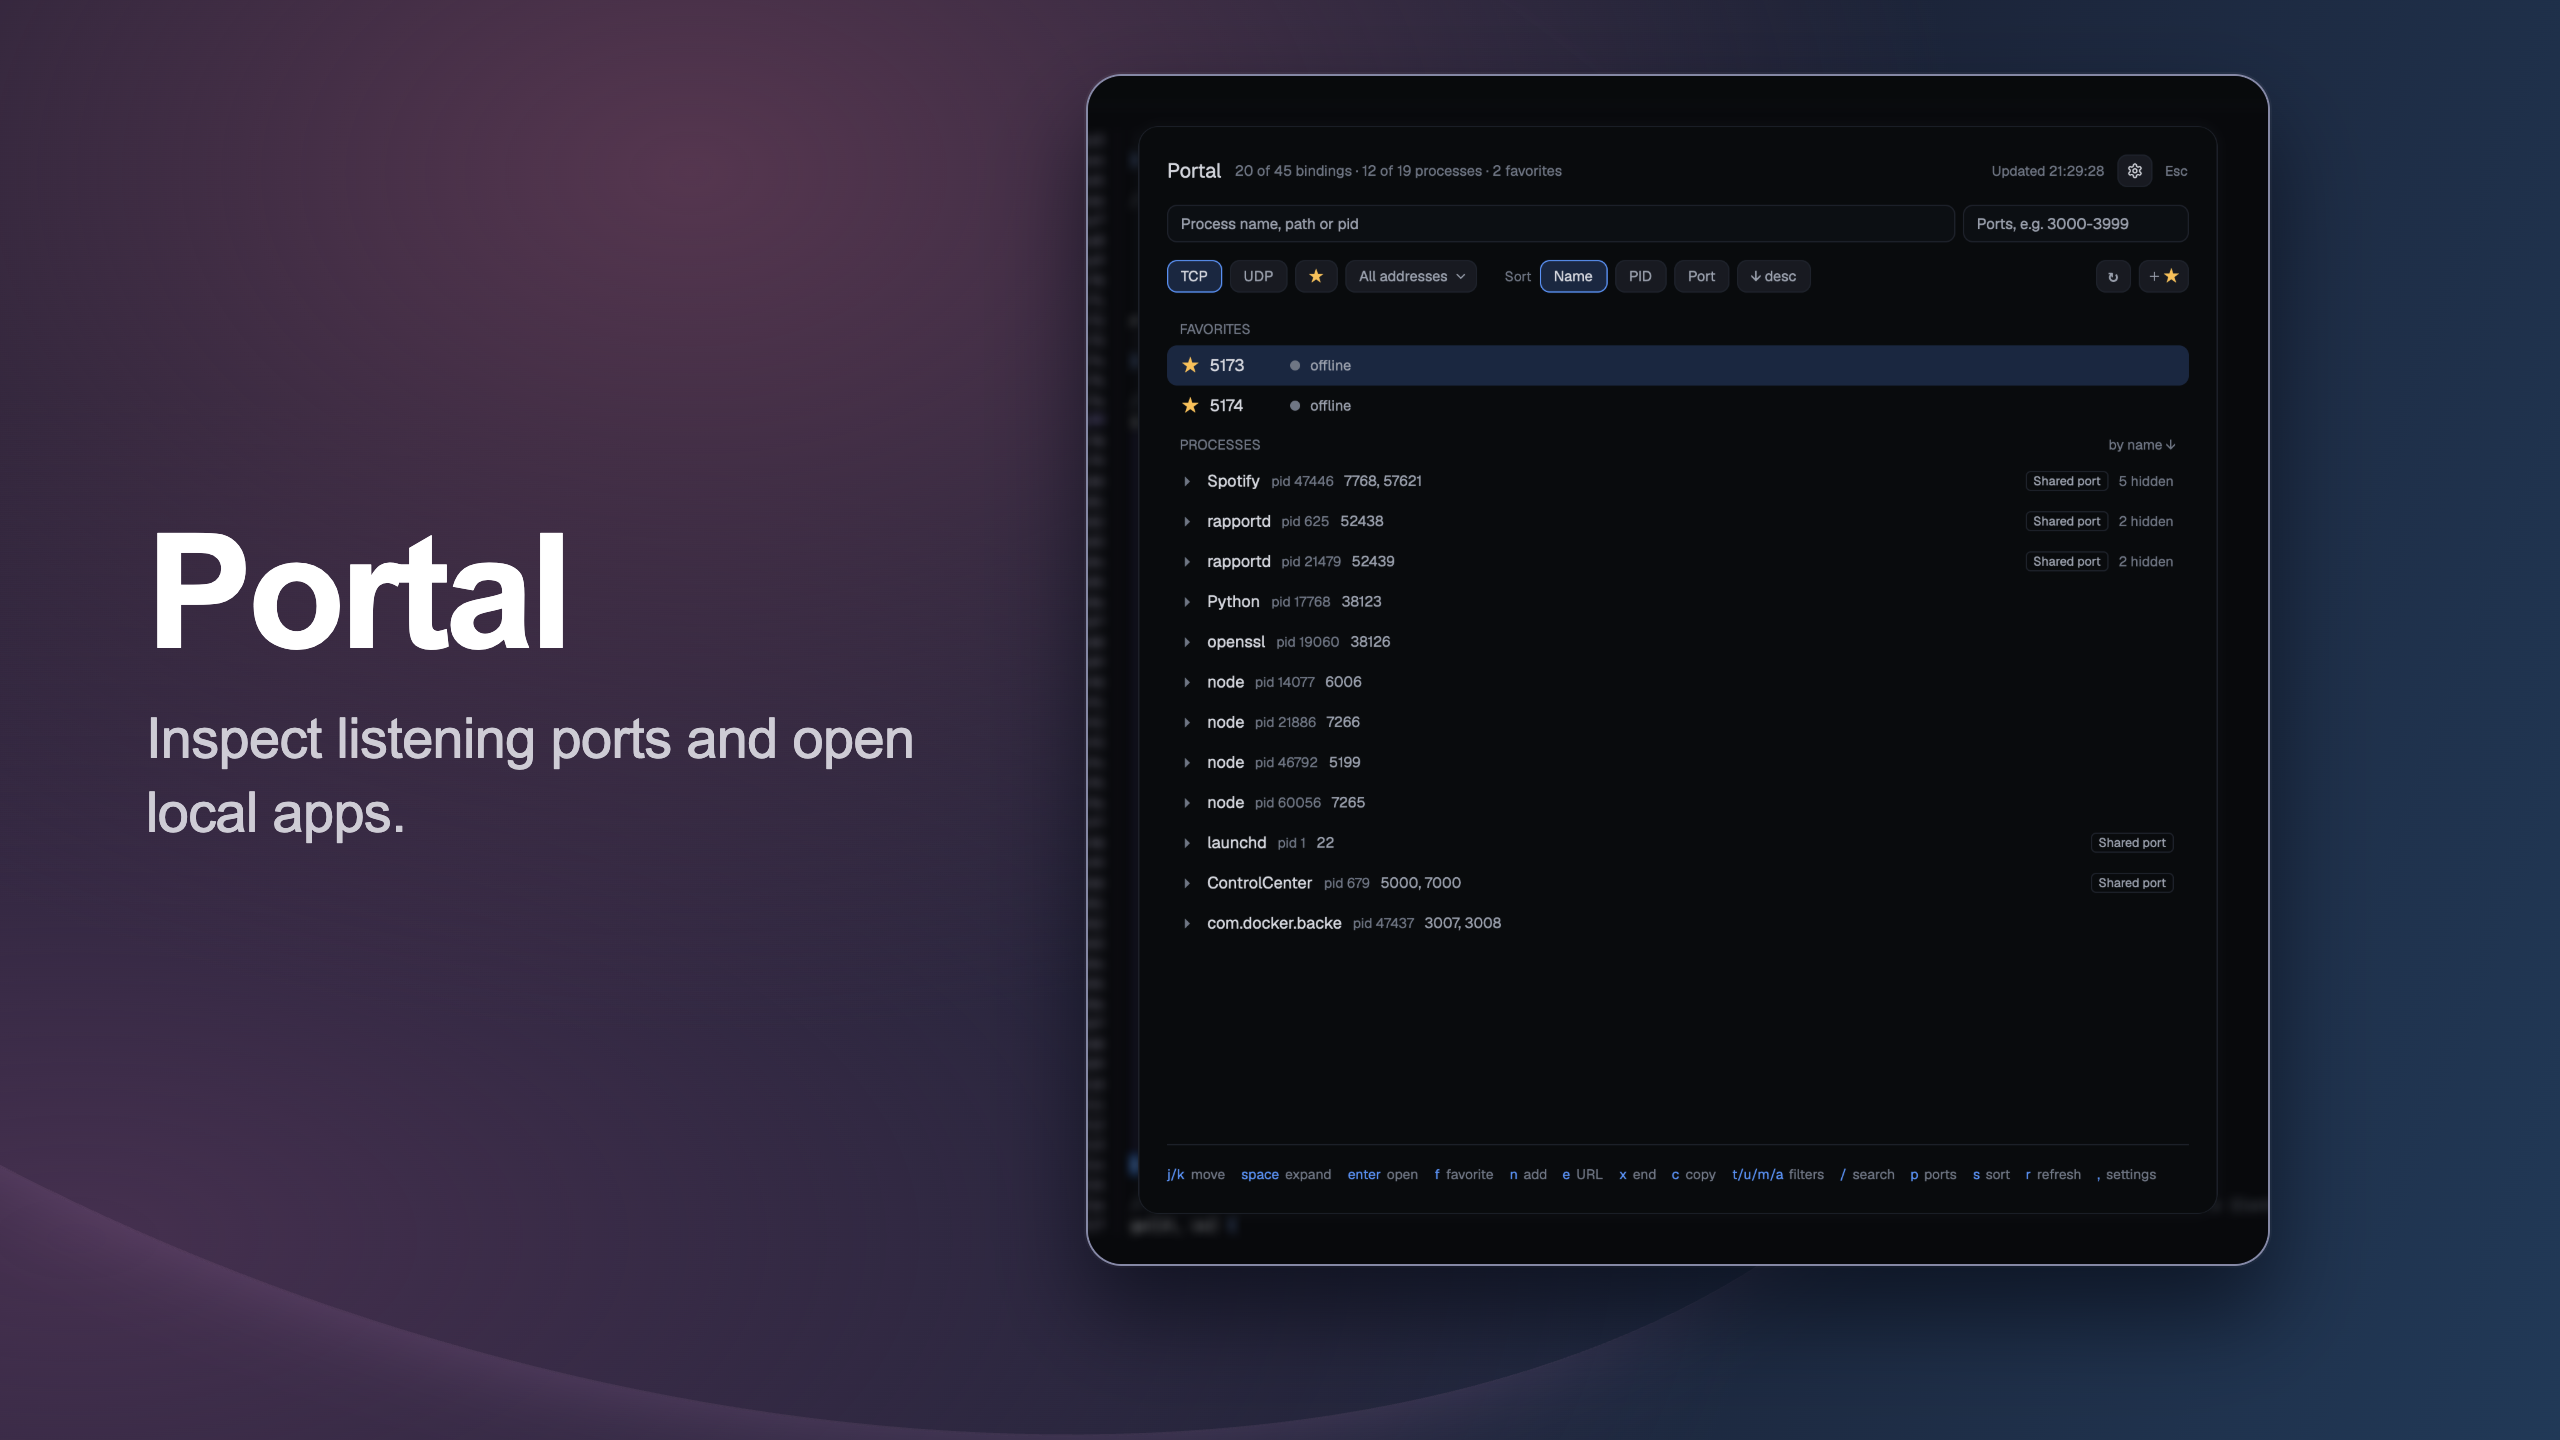 Portal
Inspect listening ports and open
local apps.
Portal 20 of 45 bindings · 12 of 19 processes · 2 favorites Updated 21:29:28 Esc
Process name, path or pid Ports, e.g. 3000-3999
TCP UDP ★ All addresses Sort Name PID Port ↓ desc ↻ + ★
FAVORITES
★ 5173 offline
★ 5174 offline
PROCESSES by name ↓
Spotify pid 47446 7768, 57621 Shared port 5 hidden
rapportd pid 625 52438 Shared port 2 hidden
rapportd pid 21479 52439 Shared port 2 hidden
Python pid 17768 38123
openssl pid 19060 38126
node pid 14077 6006
node pid 21886 7266
node pid 46792 5199
node pid 60056 7265
launchd pid 1 22 Shared port
ControlCenter pid 679 5000, 7000 Shared port
com.docker.backe pid 47437 3007, 3008
j/k move space expand enter open f favorite n add e URL x end c copy t/u/m/a filters / search p ports s sort r refresh , settings